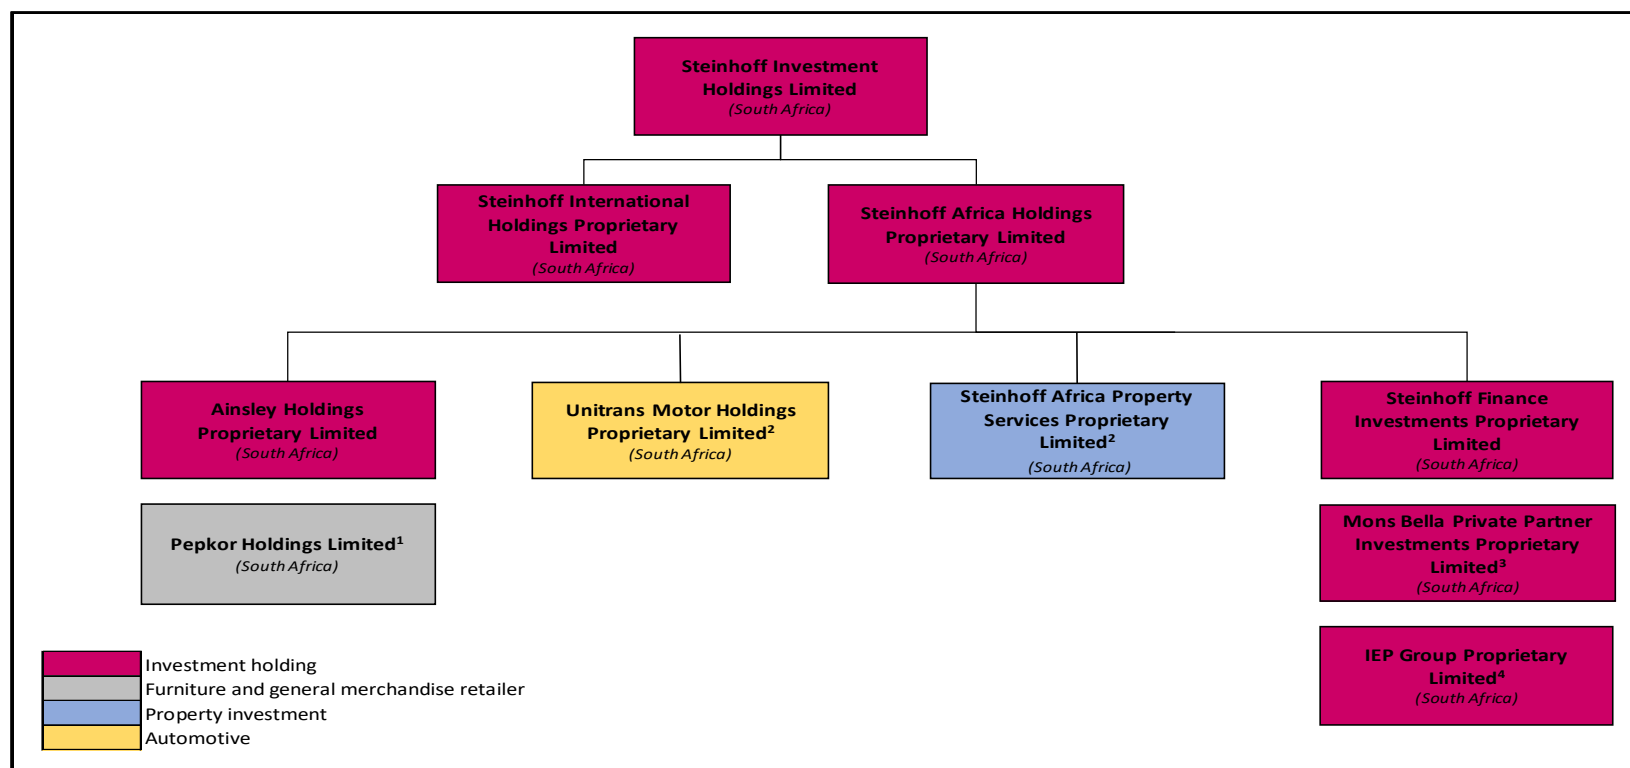 Steinhoff Investment
Holdings Limited
(South Africa)
Steinhoff International
Holdings Proprietary
Limited
(South Africa)
Steinhoff Africa Holdings
Proprietary Limited
(South Africa)
Ainsley Holdings
Proprietary Limited
(South Africa)
Unitrans Motor Holdings
Proprietary Limited²
(South Africa)
Steinhoff Africa Property
Services Proprietary
Limited²
(South Africa)
Steinhoff Finance
Investments Proprietary
Limited
(South Africa)
Pepkor Holdings Limited¹
(South Africa)
Mons Bella Private Partner
Investments Proprietary
Limited³
(South Africa)
IEP Group Proprietary
Limited⁴
(South Africa)
Investment holding
Furniture and general merchandise retailer
Property investment
Automotive